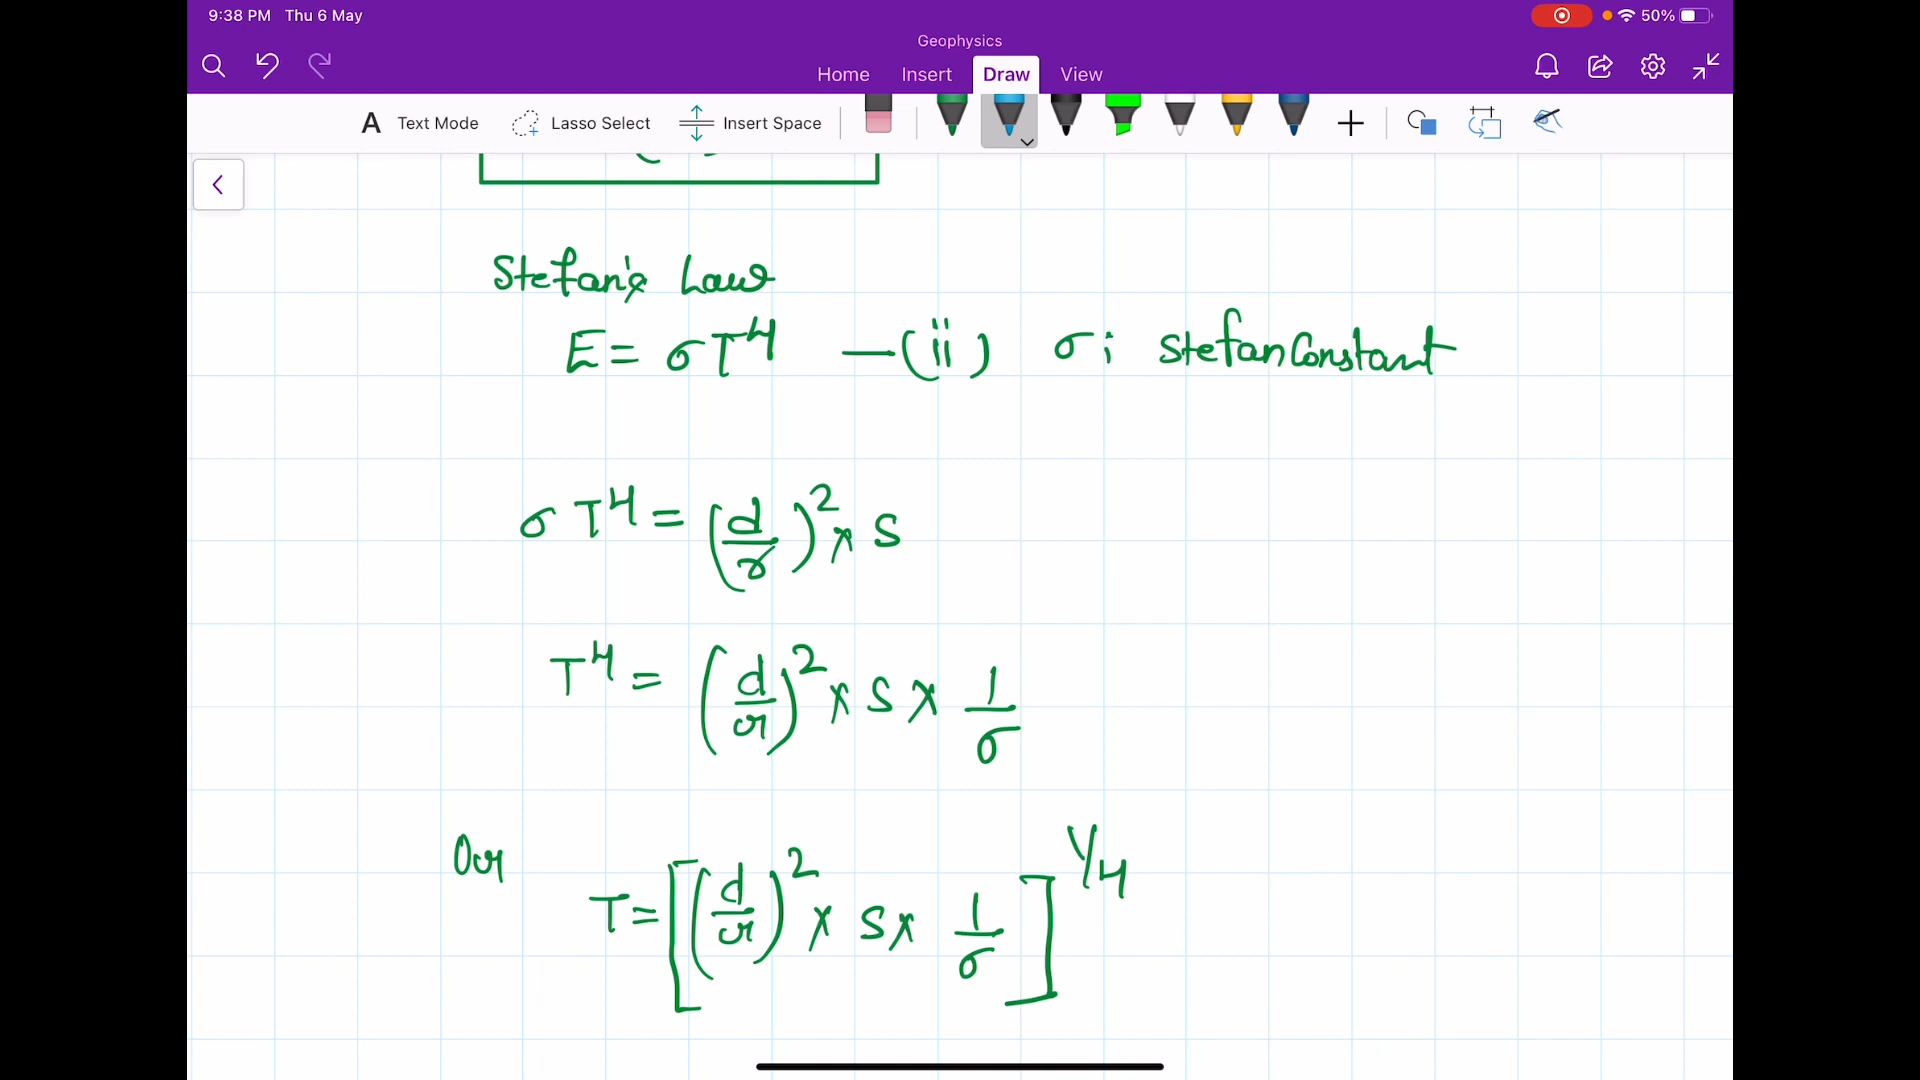 9:38 PM Thu 6 May 50%
Geophysics
Home Insert Draw View
A Text Mode Lasso Select Insert Space
Stefan's Law
E = σT⁴ —(ii) σ: Stefan Constant
σ T⁴ = (d/r)² × S
T⁴ = (d/r)² × S × 1/σ
Or
T = [(d/r)² × S × 1/σ]^1/4